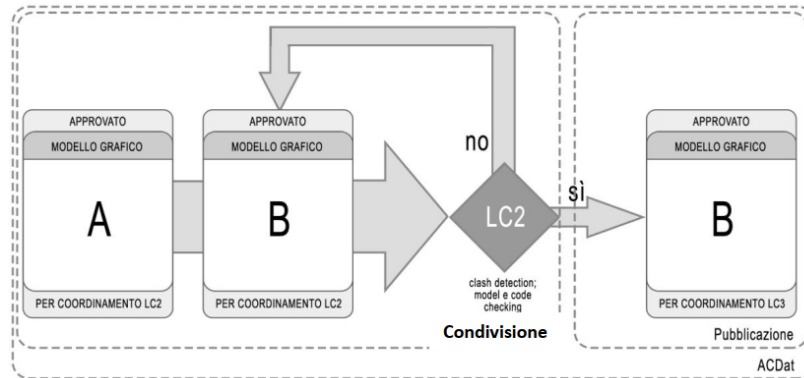 APPROVATO
MODELLO GRAFICO
A
PER COORDINAMENTO LC2
APPROVATO
MODELLO GRAFICO
B
PER COORDINAMENTO LC2
no
LC2
sì
clash detection;
model e code
checking
Condivisione
APPROVATO
MODELLO GRAFICO
B
PER COORDINAMENTO LC3
Pubblicazione
ACDat